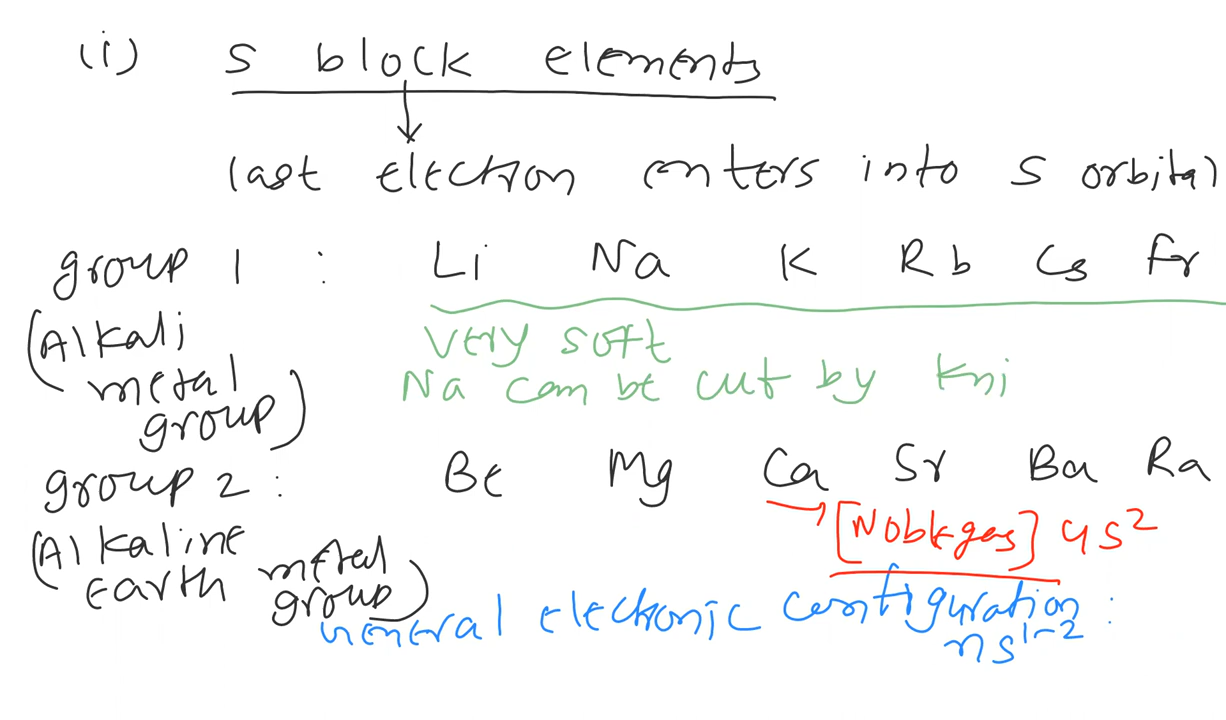 (i) s block elements
last electron enters into s orbital
group 1 : Li Na K Rb Cs Fr
(Alkali metal group)
very soft
Na can be cut by kni
group 2 : Be Mg Ca Sr Ba Ra
(Alkaline earth metal group)
[Noble gas] 4s²
General electronic configuration :
ns¹⁻²